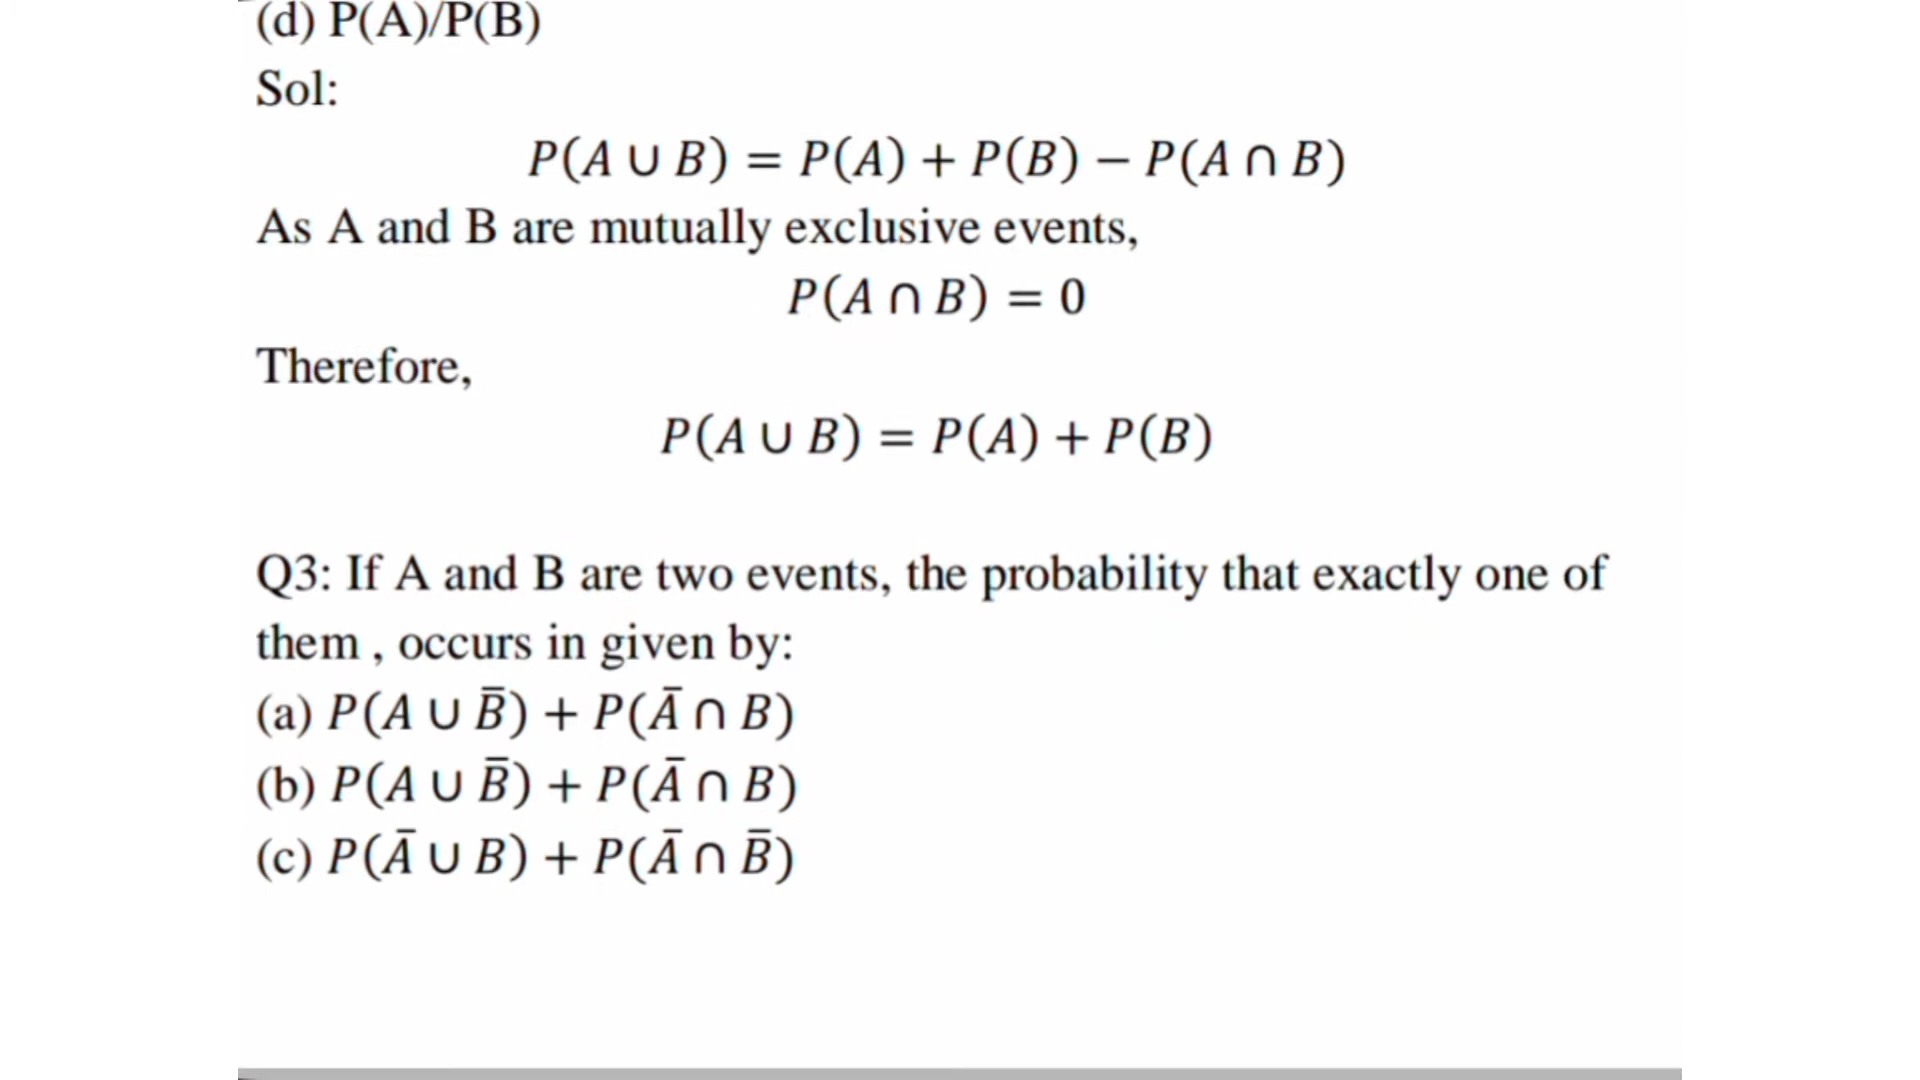 (d) P(A)/P(B)
Sol:
P(A ∪ B) = P(A) + P(B) − P(A ∩ B)
As A and B are mutually exclusive events,
P(A ∩ B) = 0
Therefore,
P(A ∪ B) = P(A) + P(B)
Q3: If A and B are two events, the probability that exactly one of
them , occurs in given by:
(a) P(A ∪ B̄) + P(Ā ∩ B)
(b) P(A ∪ B̄) + P(Ā ∩ B)
(c) P(Ā ∪ B) + P(Ā ∩ B̄)